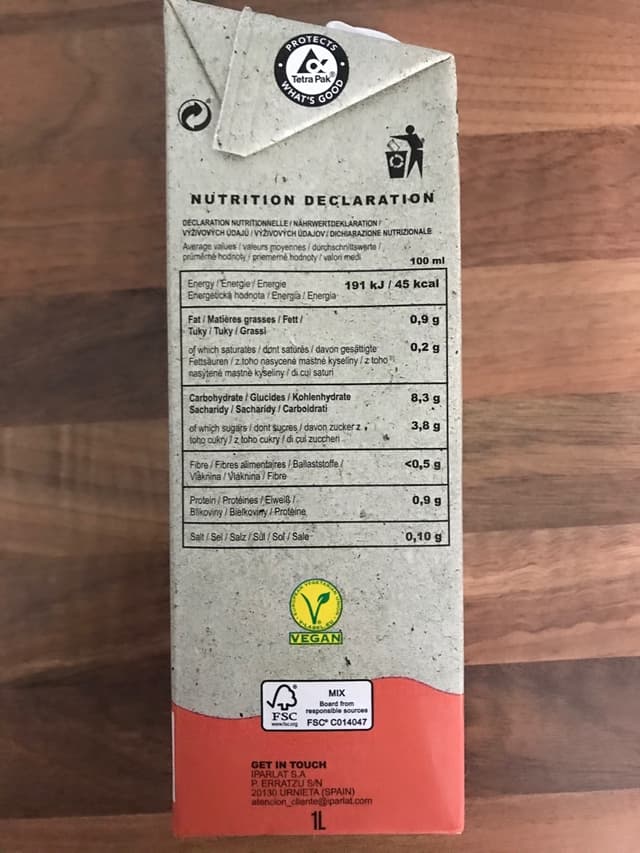 PROTECTS
Tetra Pak®
WHAT'S GOOD
NUTRITION DECLARATION
DÉCLARATION NUTRITIONNELLE / NÄHRWERTDEKLARATION /
VÝŽIVOVÝCH ÚDAJŮ / VÝŽIVOVÝCH ÚDAJOV / DICHIARAZIONE NUTRIZIONALE
Average values / valeurs moyennes / durchschnittswerte /
průměrné hodnoty / priemerné hodnoty / valori medi
100 ml
Energy / Énergie / Energie 191 kJ / 45 kcal
Energetická hodnota / Energia / Energia
Fat / Matières grasses / Fett / 0,9 g
Tuky / Tuky / Grassi
of which saturates / dont saturés / davon gesättigte 0,2 g
Fettsäuren / z toho nasycené mastné kyseliny / z toho
nasýtené mastné kyseliny / di cui saturi
Carbohydrate / Glucides / Kohlenhydrate 8,3 g
Sacharidy / Sacharidy / Carboidrati
of which sugars / dont sucres / davon zucker z 3,8 g
toho cukry / z toho cukry / di cui zuccheri
Fibre / Fibres alimentaires / Ballaststoffe / <0,5 g
Vláknina / Vláknina / Fibre
Protein / Protéines / Eiweiß / 0,9 g
Bílkoviny / Bielkoviny / Proteine
Salt / Sel / Salz / Sůl / Soľ / Sale 0,10 g
VEGAN
FSC
www.fsc.org
MIX
Board from
responsible sources
FSC® C014047
GET IN TOUCH
IPARLAT S.A
P. ERRATZU S/N
20130 URNIETA (SPAIN)
atencion_cliente@iparlat.com
1L